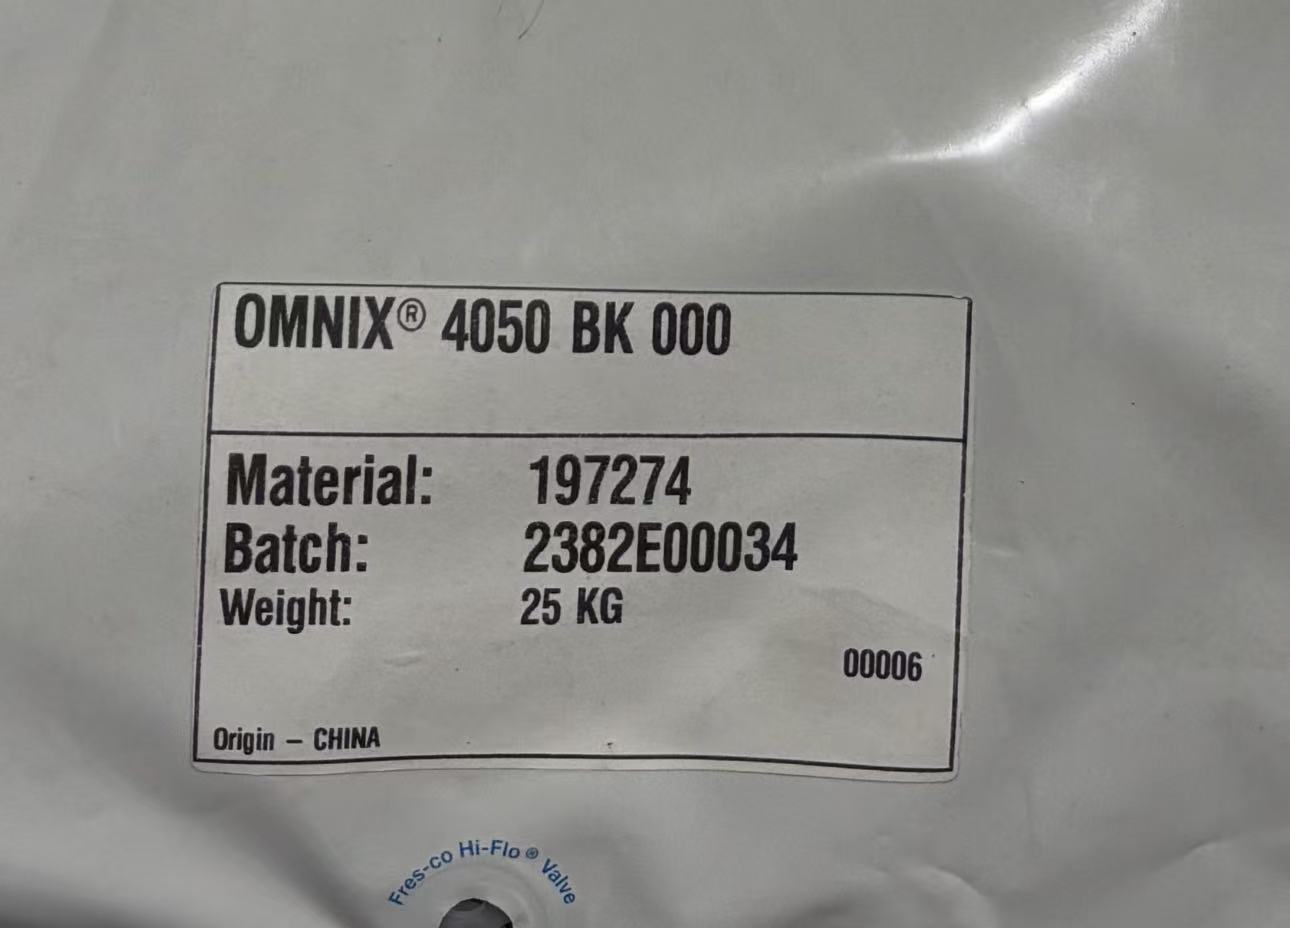 OMNIX® 4050 BK 000
Material: 197274
Batch: 2382E00034
Weight: 25 KG
00006
Origin – CHINA
Fres-co Hi-Flo® Valve